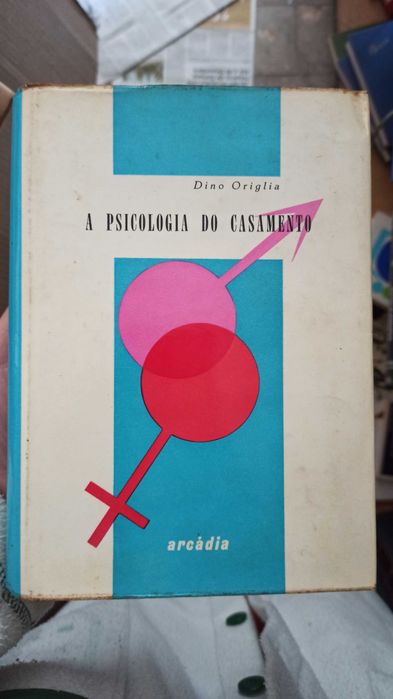 Dino Origlia
A PSICOLOGIA DO CASAMENTO
arcádia